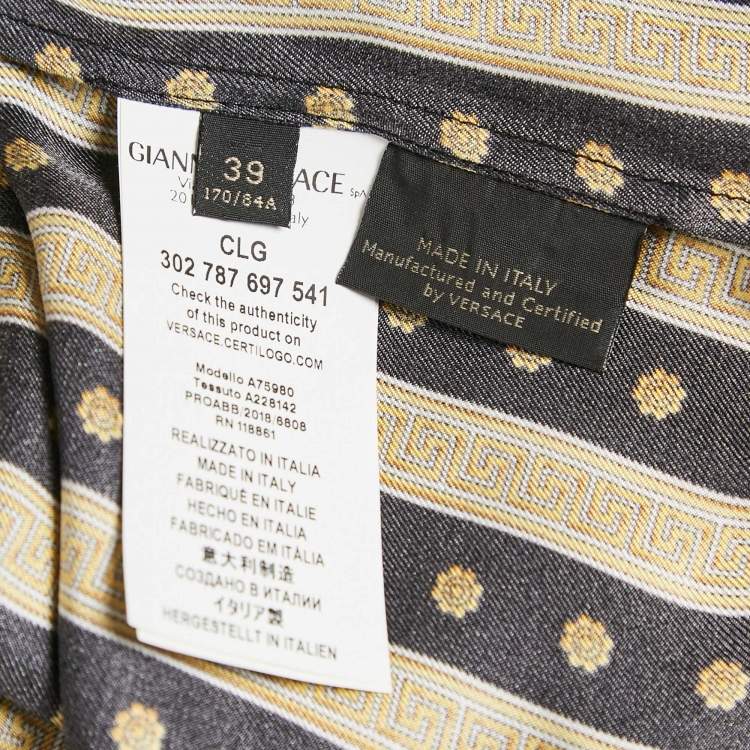 GIANN ACE SpA
Vi
20 aly
39
170/84A
CLG
302 787 697 541
Check the authenticity
of this product on
VERSACE.CERTILOGO.COM
Modello A75980
Tessuto A228142
PROABB/2018/6808
RN 118861
REALIZZATO IN ITALIA
MADE IN ITALY
FABRIQUÉ EN ITALIE
HECHO EN ITALIA
FABRICADO EM ITÀLIA
意大利制造
СОЗДАНО В ИТАЛИИ
イタリア製
HERGESTELLT IN ITALIEN
MADE IN ITALY
Manufactured and Certified
by VERSACE